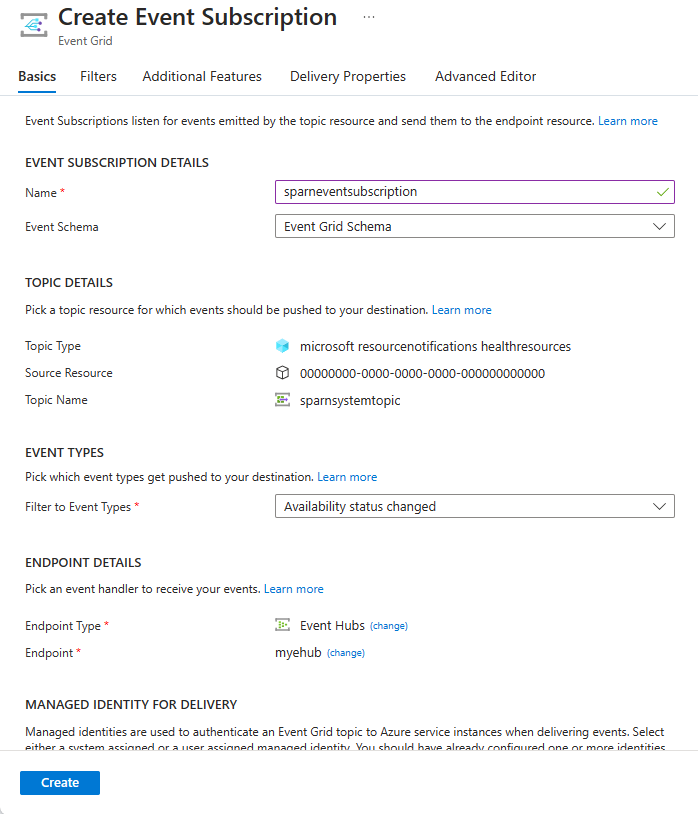 Create Event Subscription ...
Event Grid
Basics Filters Additional Features Delivery Properties Advanced Editor
Event Subscriptions listen for events emitted by the topic resource and send them to the endpoint resource. Learn more
EVENT SUBSCRIPTION DETAILS
Name * sparneventsubscription
Event Schema Event Grid Schema
TOPIC DETAILS
Pick a topic resource for which events should be pushed to your destination. Learn more
Topic Type microsoft resourcenotifications healthresources
Source Resource 00000000-0000-0000-0000-000000000000
Topic Name sparnsystemtopic
EVENT TYPES
Pick which event types get pushed to your destination. Learn more
Filter to Event Types * Availability status changed
ENDPOINT DETAILS
Pick an event handler to receive your events. Learn more
Endpoint Type * Event Hubs (change)
Endpoint * myehub (change)
MANAGED IDENTITY FOR DELIVERY
Managed identities are used to authenticate an Event Grid topic to Azure service instances when delivering events. Select
either a system assigned or a user assigned managed identity. You should have already configured one or more identities
Create